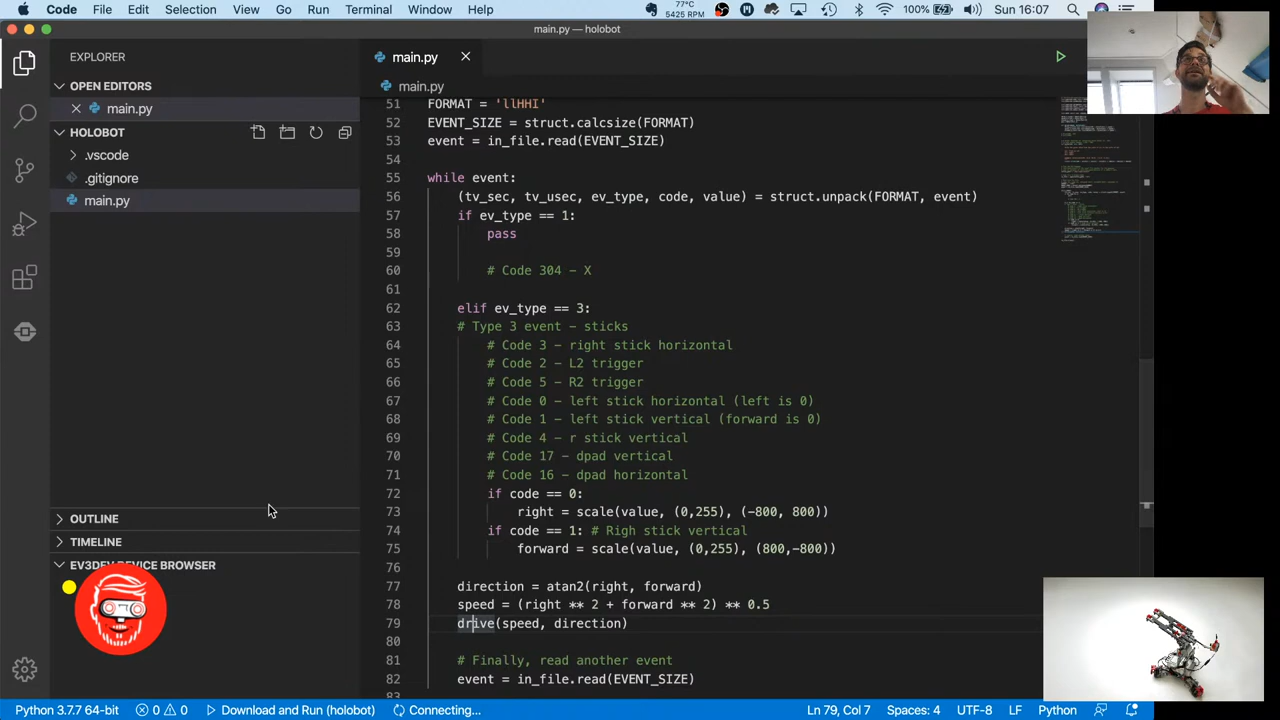 Code File Edit Selection View Go Run Terminal Window Help 77°C 5425 RPM 100% Sun 16:07
main.py — holobot
EXPLORER
OPEN EDITORS
main.py
HOLOBOT
.vscode
.gitignore
main.py
OUTLINE
TIMELINE
EV3DEV DEVICE BROWSER
main.py
main.py
51 FORMAT = 'llHHI'
52 EVENT_SIZE = struct.calcsize(FORMAT)
53 event = in_file.read(EVENT_SIZE)
54
55 while event:
56 (tv_sec, tv_usec, ev_type, code, value) = struct.unpack(FORMAT, event)
57 if ev_type == 1:
58 pass
59
60 # Code 304 – X
61
62 elif ev_type == 3:
63 # Type 3 event – sticks
64 # Code 3 – right stick horizontal
65 # Code 2 – L2 trigger
66 # Code 5 – R2 trigger
67 # Code 0 – left stick horizontal (left is 0)
68 # Code 1 – left stick vertical (forward is 0)
69 # Code 4 – r stick vertical
70 # Code 17 – dpad vertical
71 # Code 16 – dpad horizontal
72 if code == 0:
73 right = scale(value, (0,255), (-800, 800))
74 if code == 1: # Righ stick vertical
75 forward = scale(value, (0,255), (800,-800))
76
77 direction = atan2(right, forward)
78 speed = (right ** 2 + forward ** 2) ** 0.5
79 drive(speed, direction)
80
81 # Finally, read another event
82 event = in_file.read(EVENT_SIZE)
83
Python 3.7.7 64-bit 0 0 Download and Run (holobot) Connecting... Ln 79, Col 7 Spaces: 4 UTF-8 LF Python